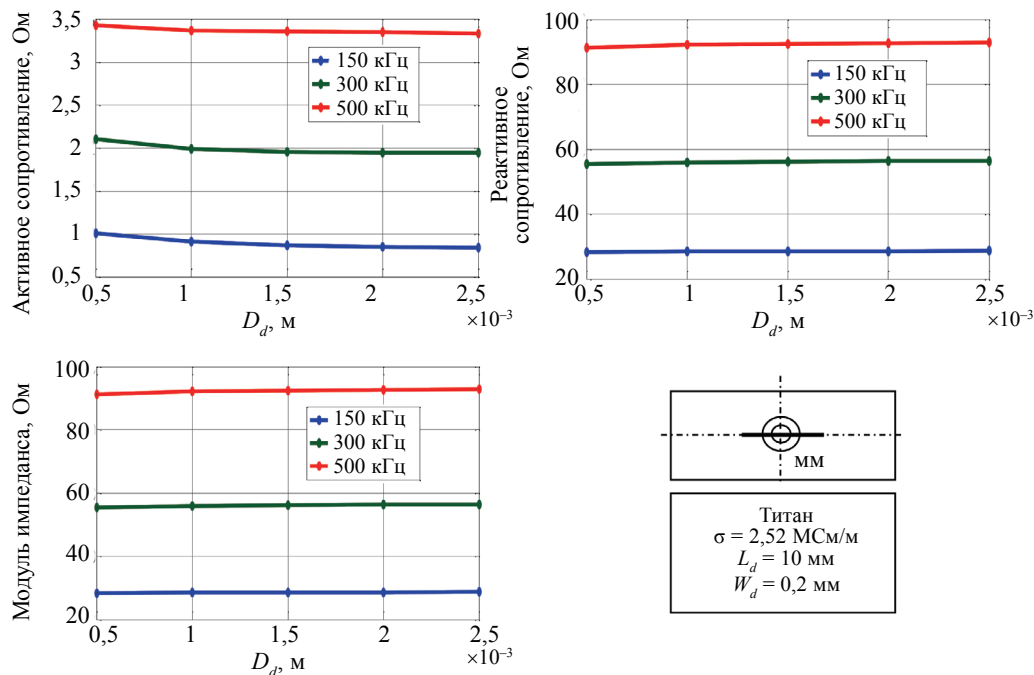 Активное сопротивление, Ом
3,5
3
2,5
2
1,5
1
0,5
150 кГц
300 кГц
500 кГц
0,5 1 1,5 2 2,5
×10⁻³
D_d, м
Реактивное
сопротивление, Ом
100
80
60
40
20
150 кГц
300 кГц
500 кГц
0,5 1 1,5 2 2,5
×10⁻³
D_d, м
Модуль импеданса, Ом
100
80
60
40
20
150 кГц
300 кГц
500 кГц
0,5 1 1,5 2 2,5
×10⁻³
D_d, м
мм
Титан
σ = 2,52 МСм/м
L_d = 10 мм
W_d = 0,2 мм